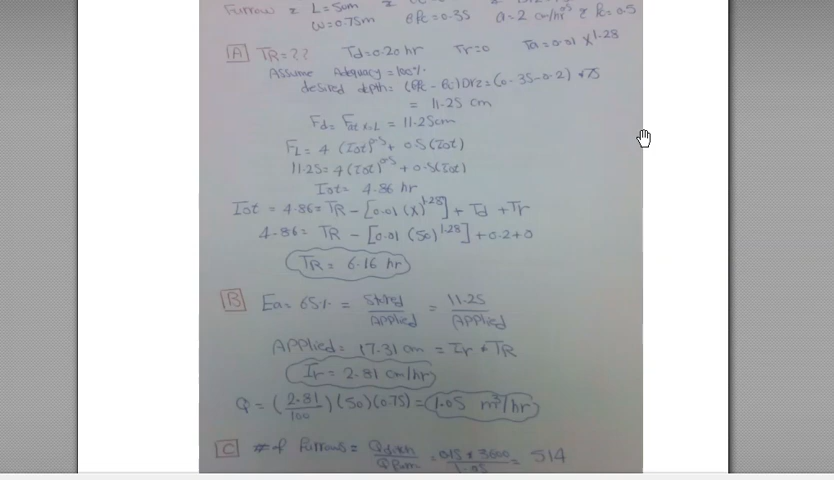 Furrow L=50m
W=0.75m θfc=0.35 a=2 cm/hr^0.5 & k=0.5
A TR=?? Td=0.20 hr Tr=0 Ta=0.01 X^1.28
Assume Adequacy=100%
desired depth= (θfc - θc)Drz=(0.35-0.2) *75
= 11.25 cm
Fd= F at x=L = 11.25cm
FL= 4 (Iot)^0.5 + 0.5(Iot)
11.25=4(Iot)^0.5 +0.5(Iot)
Iot= 4.86 hr
Iot = 4.86= TR - [0.01 (X)^1.28] + Td +Tr
4.86= TR - [0.01 (50)^1.28] +0.2+0
TR= 6.16 hr
B Ea=65% = Stored / Applied = 11.25 / Applied
Applied= 17.31 cm = Ir * TR
Ir= 2.81 cm/hr
Q= (2.81/100)(50)(0.75)=1.05 m^3/hr
C # of Furrows= Q given / Q furr = .015 * 3600 / 1.05 = 514